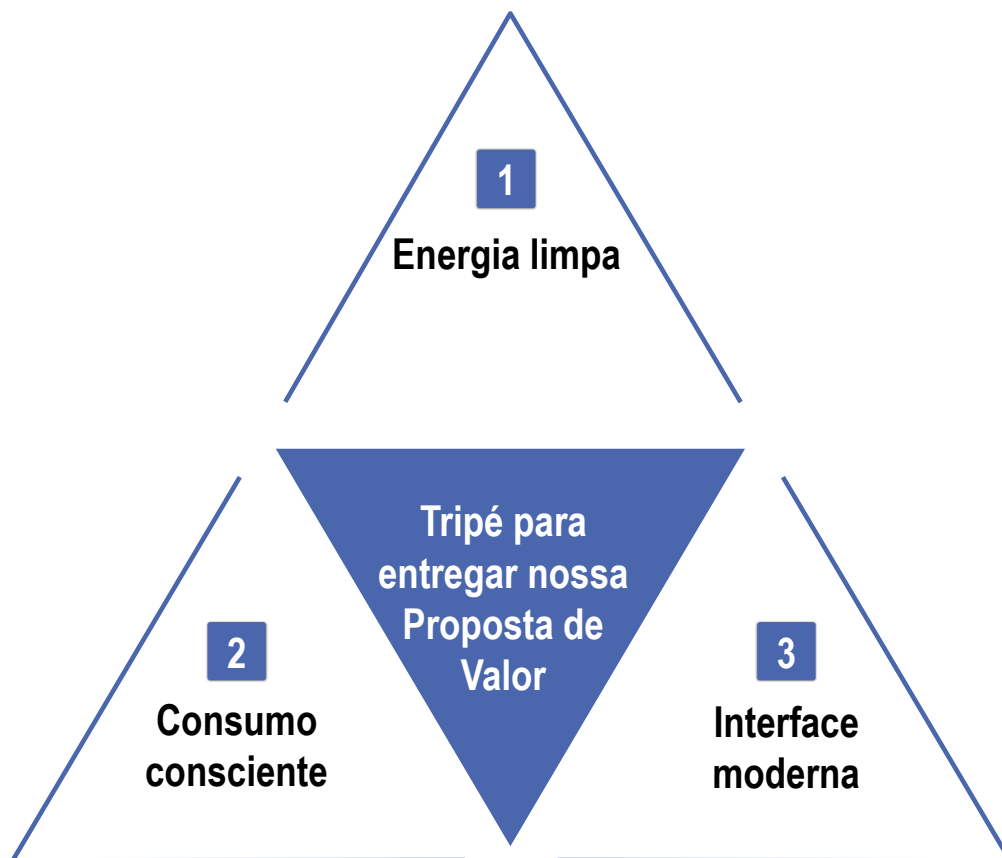 1
Energia limpa
Tripé para
entregar nossa
Proposta de
Valor
2
Consumo
consciente
3
Interface
moderna